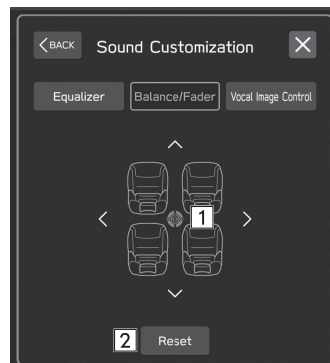 BACK Sound Customization
Equalizer Balance/Fader Vocal Image Control
1
2 Reset